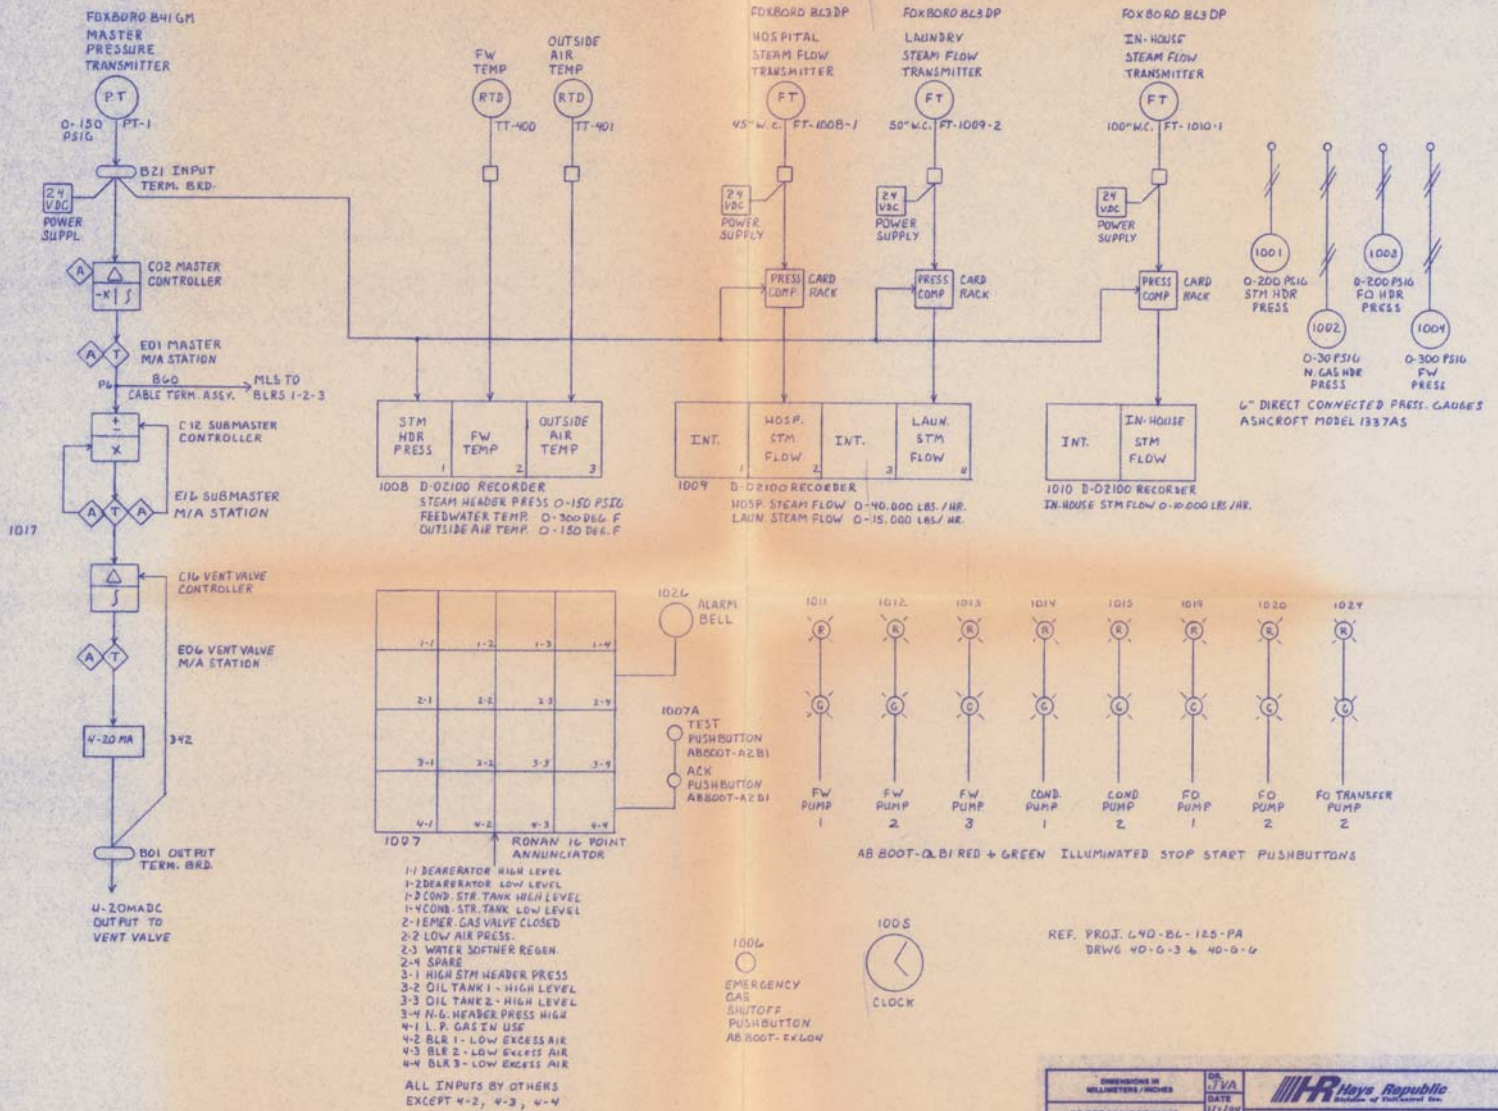 FOXBORO B41GM
MASTER
PRESSURE
TRANSMITTER
PT
0-150
PSIG
PT-1
B21 INPUT
TERM. BRD.
24
VDC
POWER
SUPPL
A
C02 MASTER
CONTROLLER
E01 MASTER
M/A STATION
A
T
B60
CABLE TERM. ASSY.
MLS TO
BLRS 1-2-3
C12 SUBMASTER
CONTROLLER
E16 SUBMASTER
M/A STATION
A
T
A
1017
C16 VENT VALVE
CONTROLLER
E06 VENT VALVE
M/A STATION
A
T
4-20 MA
342
B01 OUTPUT
TERM. BRD.
4-20MADC
OUTPUT TO
VENT VALVE
FW
TEMP
RTD
TT-400
OUTSIDE
AIR
TEMP
RTD
TT-401
FOXBORO BL3DP
HOSPITAL
STEAM FLOW
TRANSMITTER
FT
45" W.C. FT-1008-1
24
VDC
POWER
SUPPLY
PRESS
COMP
CARD
RACK
FOXBORO BL3DP
LAUNDRY
STEAM FLOW
TRANSMITTER
FT
50" W.C. FT-1009-2
24
VDC
POWER
SUPPLY
PRESS
COMP
CARD
RACK
FOXBORO BL3DP
IN-HOUSE
STEAM FLOW
TRANSMITTER
FT
100" W.C. FT-1010-1
24
VDC
POWER
SUPPLY
PRESS
COMP
CARD
RACK
1001
0-200 PSIG
STM HDR
PRESS
1002
0-30 PSIG
N. GAS HDR
PRESS
1003
0-200 PSIG
FO HDR
PRESS
1004
0-300 PSIG
FW
PRESS
6" DIRECT CONNECTED PRESS. GAUGES
ASHCROFT MODEL 1337AS
STM
HDR
PRESS
1
FW
TEMP
2
OUTSIDE
AIR
TEMP
3
1008 D-02100 RECORDER
STEAM HEADER PRESS 0-150 PSIG
FEEDWATER TEMP. 0-300 DEG F
OUTSIDE AIR TEMP. 0-150 DEG. F
INT.
1
HOSP.
STM
FLOW
2
INT.
3
LAUN.
STM
FLOW
4
1009 D-02100 RECORDER
HOSP. STEAM FLOW 0-40.000 LBS./HR.
LAUN. STEAM FLOW 0-15.000 LBS/HR.
INT.
IN-HOUSE
STM
FLOW
1010 D-02100 RECORDER
IN-HOUSE STM FLOW 0-10.000 LBS/HR.
1-1
1-2
1-3
1-4
2-1
2-2
2-3
2-4
3-1
3-2
3-3
3-4
4-1
4-2
4-3
4-4
1007
RONAN 16 POINT
ANNUNCIATOR
1026
ALARM
BELL
1007A
TEST
PUSHBUTTON
AB800T-A2B1
ACK
PUSHBUTTON
AB800T-A2D1
1-1 DEARERATOR HIGH LEVEL
1-2 DEARERATOR LOW LEVEL
1-3 COND. STR. TANK HIGH LEVEL
1-4 COND. STR. TANK LOW LEVEL
2-1 EMER. GAS VALVE CLOSED
2-2 LOW AIR PRESS.
2-3 WATER SOFTNER REGEN.
2-4 SPARE
3-1 HIGH STM HEADER PRESS
3-2 OIL TANK 1 - HIGH LEVEL
3-3 OIL TANK 2 - HIGH LEVEL
3-4 N.G. HEADER PRESS HIGH
4-1 L.P. GAS IN USE
4-2 BLR 1 - LOW EXCESS AIR
4-3 BLR 2 - LOW EXCESS AIR
4-4 BLR 3 - LOW EXCESS AIR
ALL INPUTS BY OTHERS
EXCEPT 4-2, 4-3, 4-4
1011 1012 1013 1014 1015 1019 1020 1024
R R R R R R R R
G G G G G G G G
FW
PUMP
1
FW
PUMP
2
FW
PUMP
3
COND.
PUMP
1
COND.
PUMP
2
FO
PUMP
1
FO
PUMP
2
FO TRANSFER
PUMP
2
RED + GREEN ILLUMINATED STOP START PUSHBUTTONS
1006
EMERGENCY
GAS
SHUTOFF
PUSHBUTTON
1005
CLOCK
REF. PROJ. C40-86-125-PA
DRWG 40-G-3 & 40-G-6
DIMENSIONS IN
MILLIMETERS / INCHES
DR.
JVA
DATE
HR Hays Republic